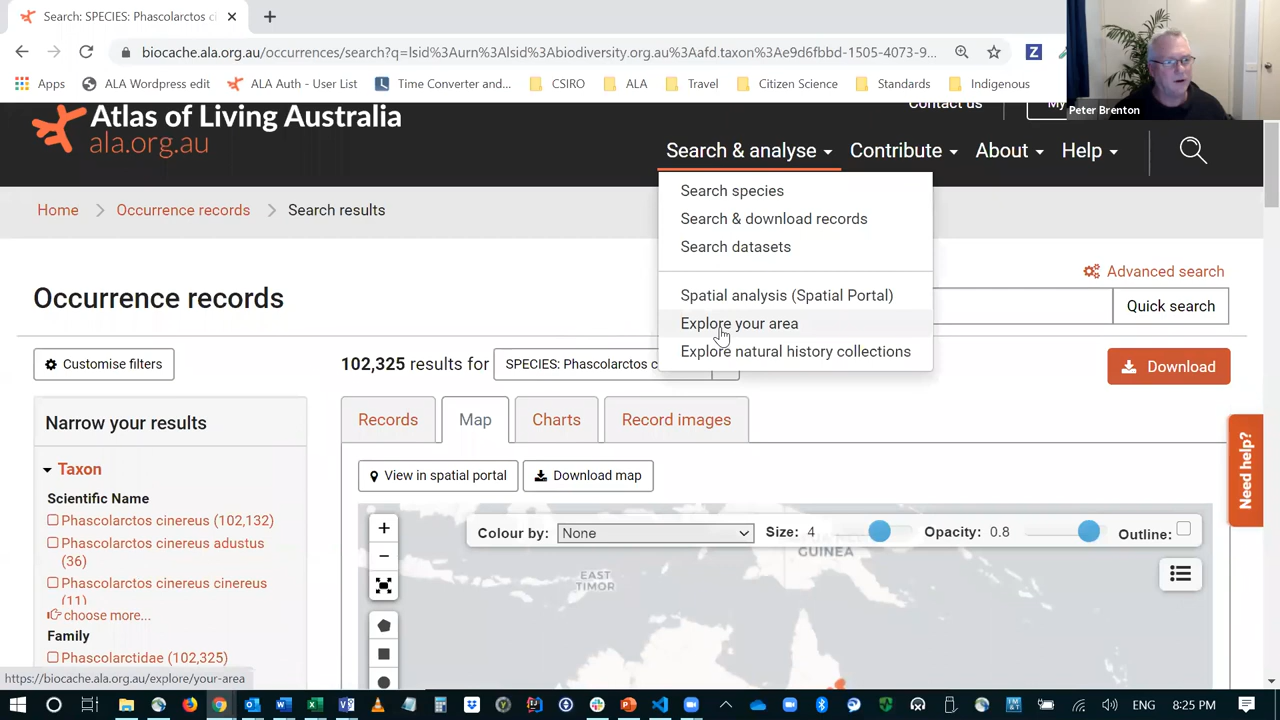 Search: SPECIES: Phascolarctos ci
biocache.ala.org.au/occurrences/search?q=lsid%3Aurn%3Alsid%3Abiodiversity.org.au%3Aafd.taxon%3Ae9d6fbbd-1505-4073-9...
Apps
ALA Wordpress edit
ALA Auth - User List
Time Converter and...
CSIRO
ALA
Travel
Citizen Science
Standards
Indigenous
Peter Brenton
Contact us
My
Atlas of Living Australia
ala.org.au
Search & analyse
Contribute
About
Help
Search species
Search & download records
Search datasets
Spatial analysis (Spatial Portal)
Explore your area
Explore natural history collections
Home
Occurrence records
Search results
Advanced search
Occurrence records
Quick search
Customise filters
102,325 results for
SPECIES: Phascolarctos c
Download
Narrow your results
Records
Map
Charts
Record images
Need help?
Taxon
View in spatial portal
Download map
Scientific Name
Phascolarctos cinereus (102,132)
Phascolarctos cinereus adustus
(36)
Phascolarctos cinereus cinereus
(11)
choose more...
Family
Phascolarctidae (102,325)
+
−
Colour by:
None
Size: 4
Opacity: 0.8
Outline:
GUINEA
EAST
TIMOR
https://biocache.ala.org.au/explore/your-area
ENG
8:25 PM